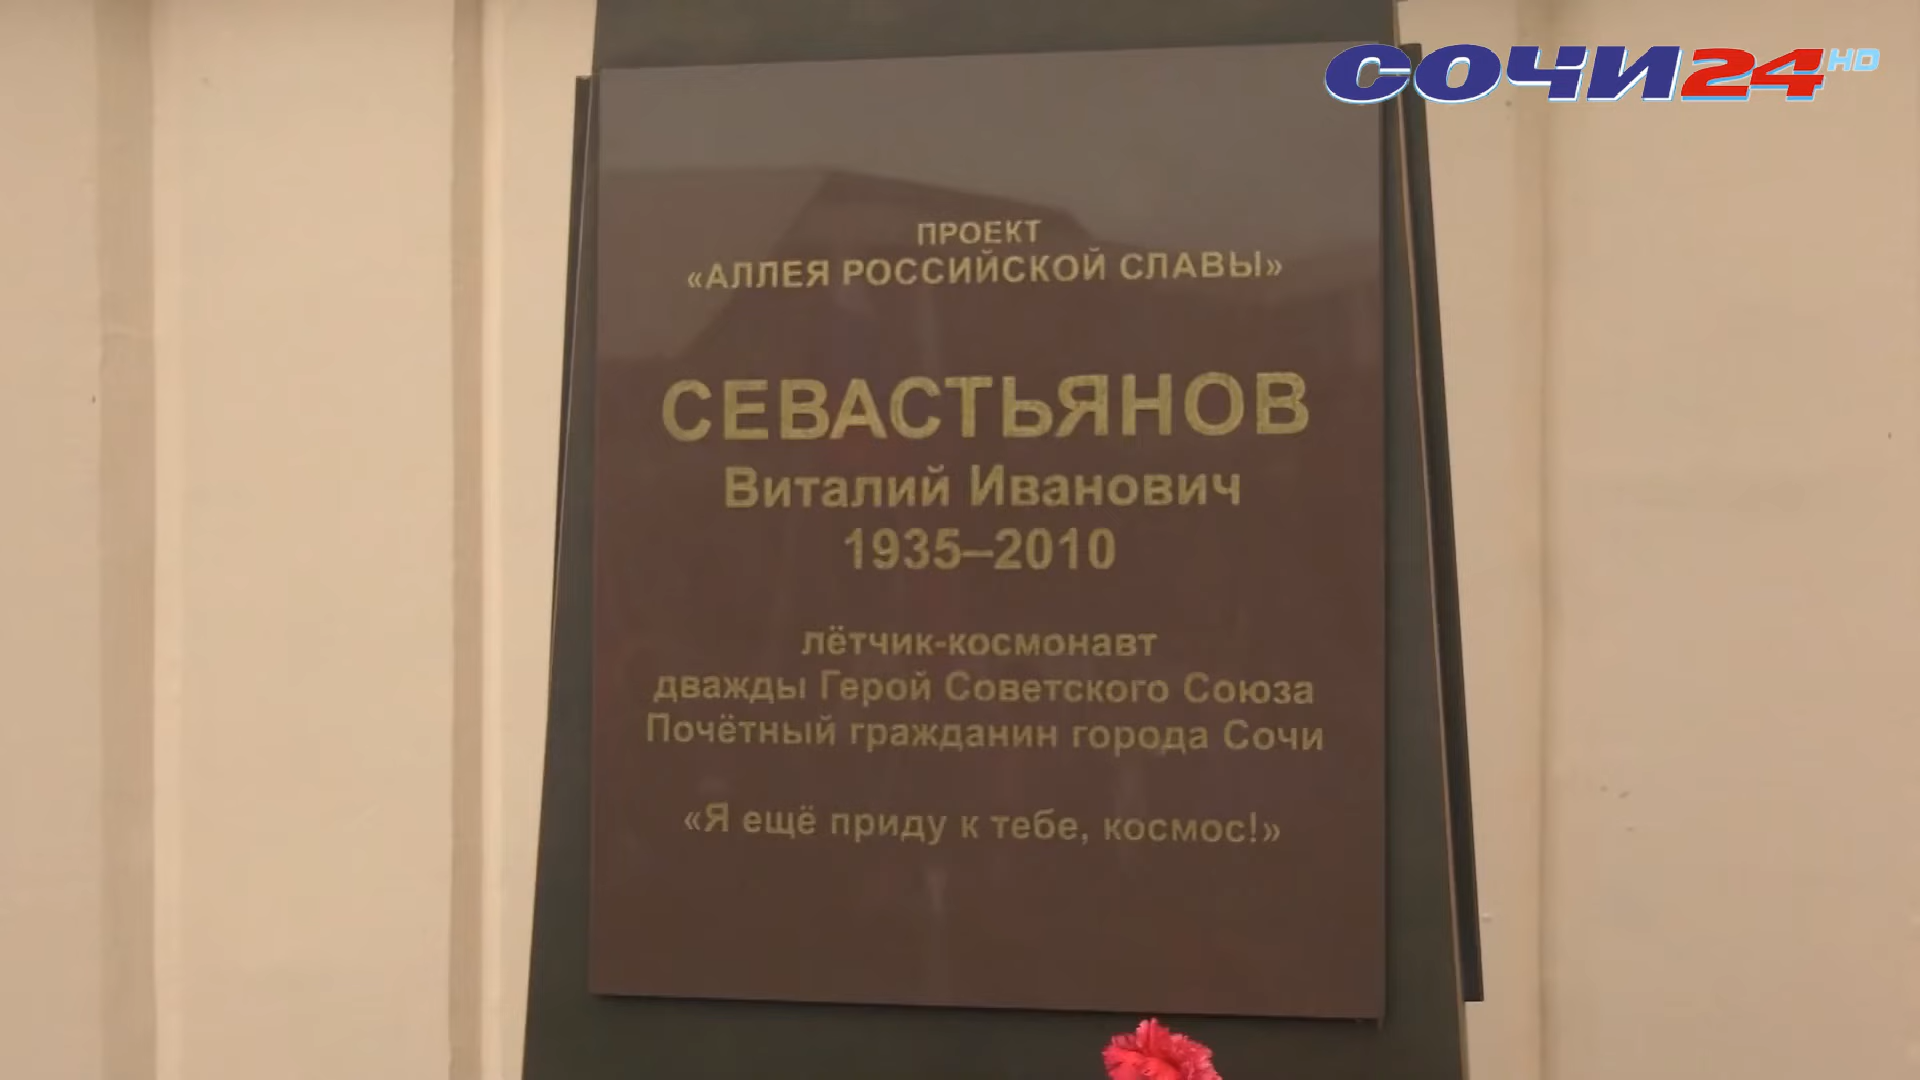 СОЧИ24HD
ПРОЕКТ
«АЛЛЕЯ РОССИЙСКОЙ СЛАВЫ»
СЕВАСТЬЯНОВ
Виталий Иванович
1935–2010
лётчик-космонавт
дважды Герой Советского Союза
Почётный гражданин города Сочи
«Я ещё приду к тебе, космос!»